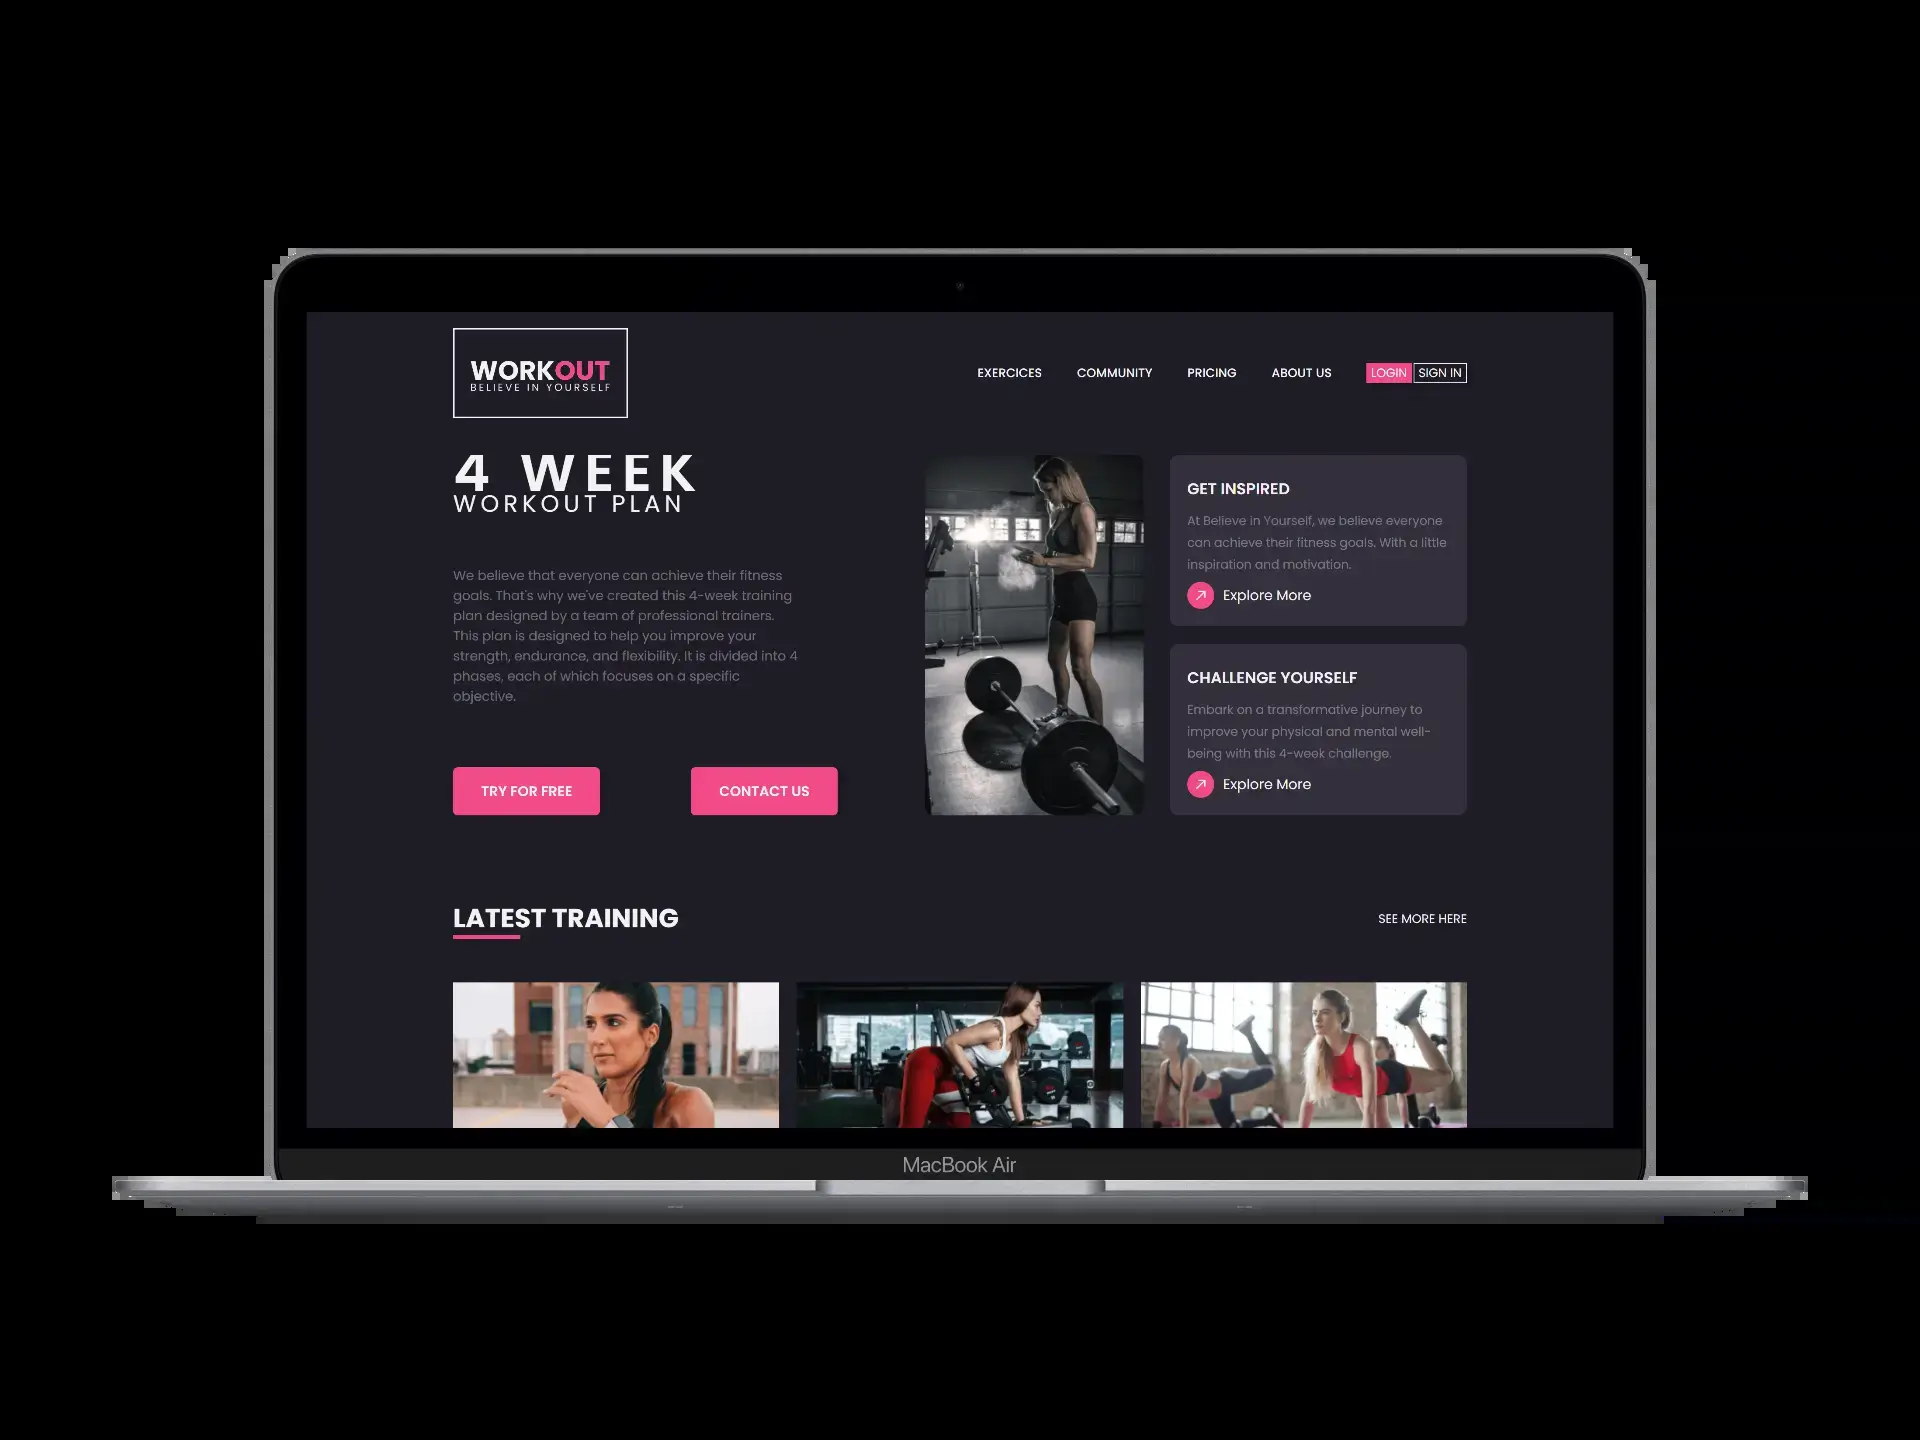 WORKOUT
BELIEVE IN YOURSELF
EXERCICES
COMMUNITY
PRICING
ABOUT US
LOGIN
SIGN IN
4 WEEK
WORKOUT PLAN
We believe that everyone can achieve their fitness
goals. That's why we've created this 4-week training
plan designed by a team of professional trainers.
This plan is designed to help you improve your
strength, endurance, and flexibility. It is divided into 4
phases, each of which focuses on a specific
objective.
TRY FOR FREE
CONTACT US
GET INSPIRED
At Believe in Yourself, we believe everyone
can achieve their fitness goals. With a little
inspiration and motivation.
Explore More
CHALLENGE YOURSELF
Embark on a transformative journey to
improve your physical and mental well-
being with this 4-week challenge.
Explore More
LATEST TRAINING
SEE MORE HERE
MacBook Air